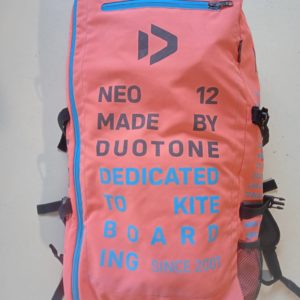 NEO 12
MADE BY
DUOTONE
DEDICATED
TO KITE
BOARD
ING SINCE 2001